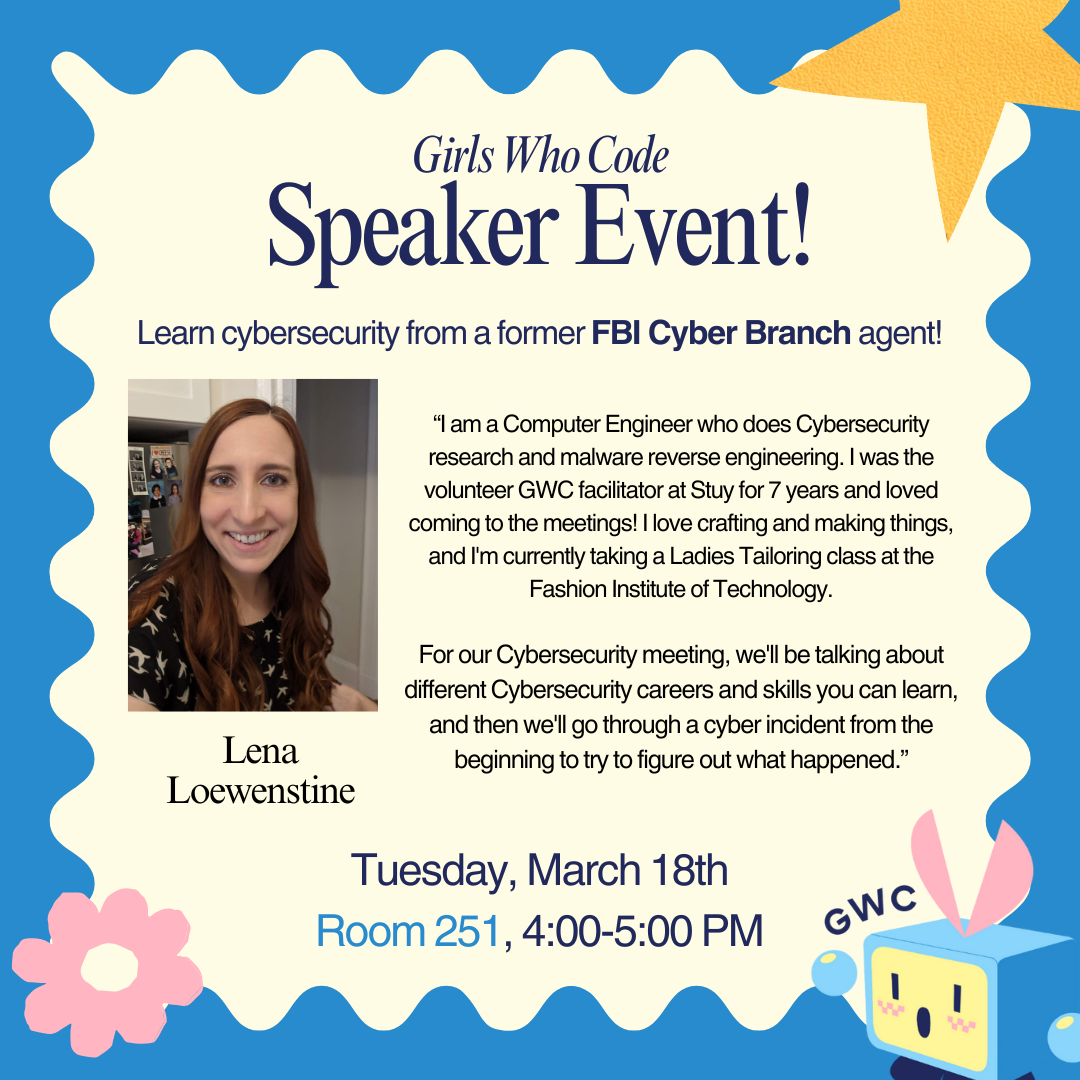 Girls Who Code
Speaker Event!
Learn cybersecurity from a former FBI Cyber Branch agent!
“I am a Computer Engineer who does Cybersecurity
research and malware reverse engineering. I was the
volunteer GWC facilitator at Stuy for 7 years and loved
coming to the meetings! I love crafting and making things,
and I'm currently taking a Ladies Tailoring class at the
Fashion Institute of Technology.
For our Cybersecurity meeting, we'll be talking about
different Cybersecurity careers and skills you can learn,
and then we'll go through a cyber incident from the
beginning to try to figure out what happened.”
Lena
Loewenstine
Tuesday, March 18th
Room 251, 4:00-5:00 PM
GWC